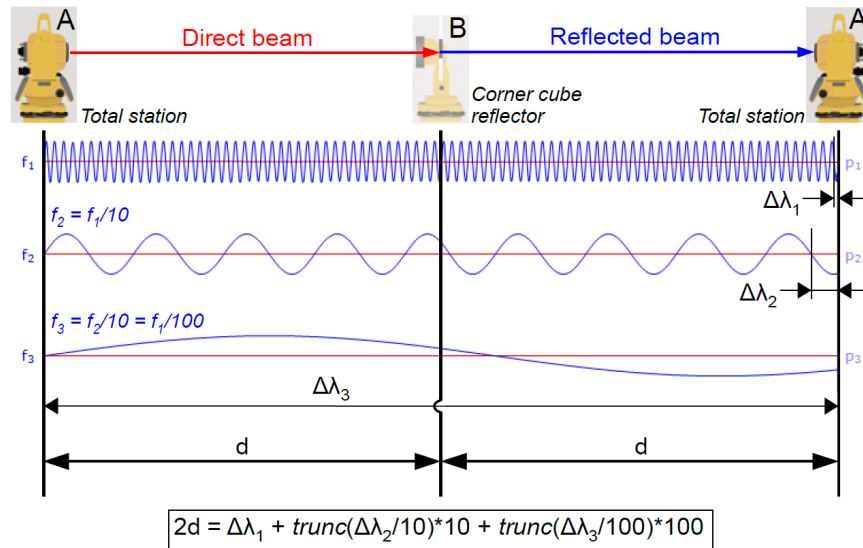 A
Direct beam
B
Reflected beam
A
Total station
Corner cube
reflector
Total station
f₁
p₁
Δλ₁
f₂ = f₁/10
f₂
p₂
Δλ₂
f₃ = f₂/10 = f₁/100
f₃
p₃
Δλ₃
d
d
2d = Δλ₁ + trunc(Δλ₂/10)*10 + trunc(Δλ₃/100)*100